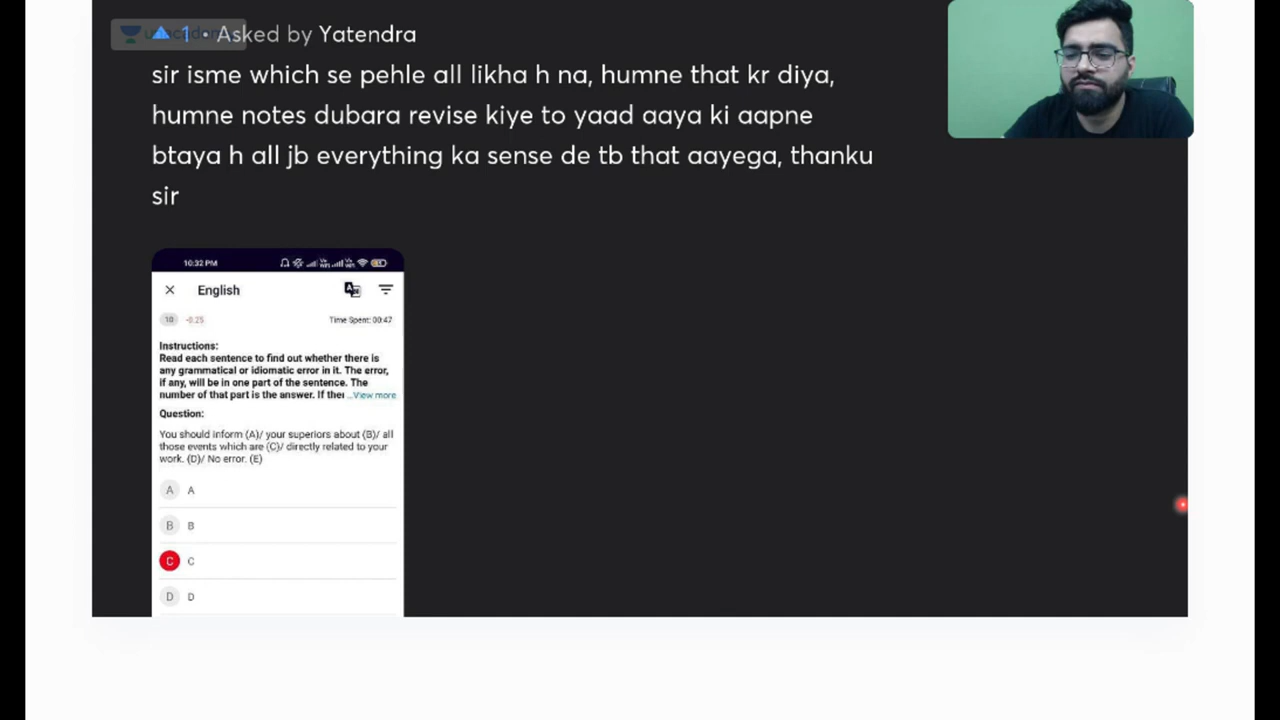 1 • Asked by Yatendra
sir isme which se pehle all likha h na, humne that kr diya,
humne notes dubara revise kiye to yaad aaya ki aapne
btaya h all jb everything ka sense de tb that aayega, thanku
sir
10:32 PM
English
10 -0.25 Time Spent: 00:47
Instructions:
Read each sentence to find out whether there is
any grammatical or idiomatic error in it. The error,
if any, will be in one part of the sentence. The
number of that part is the answer. If ther ...View more
Question:
You should inform (A)/ your superiors about (B)/ all
those events which are (C)/ directly related to your
work. (D)/ No error. (E)
A A
B B
C C
D D